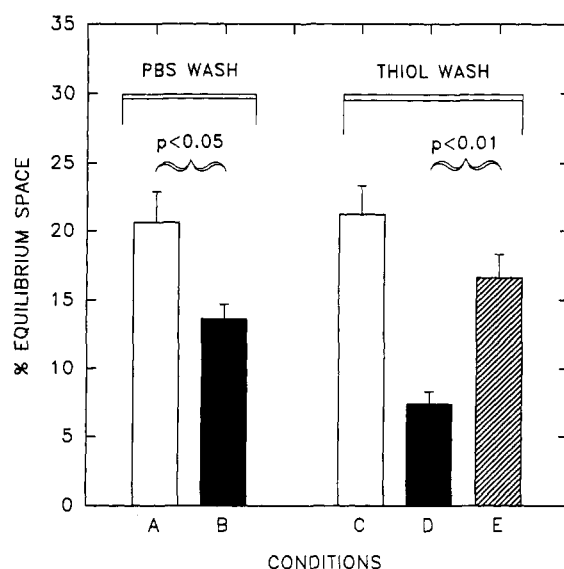 35
30
25
20
15
10
5
0
% EQUILIBRIUM SPACE
PBS WASH
THIOL WASH
p<0.05
p<0.01
A B C D E
CONDITIONS